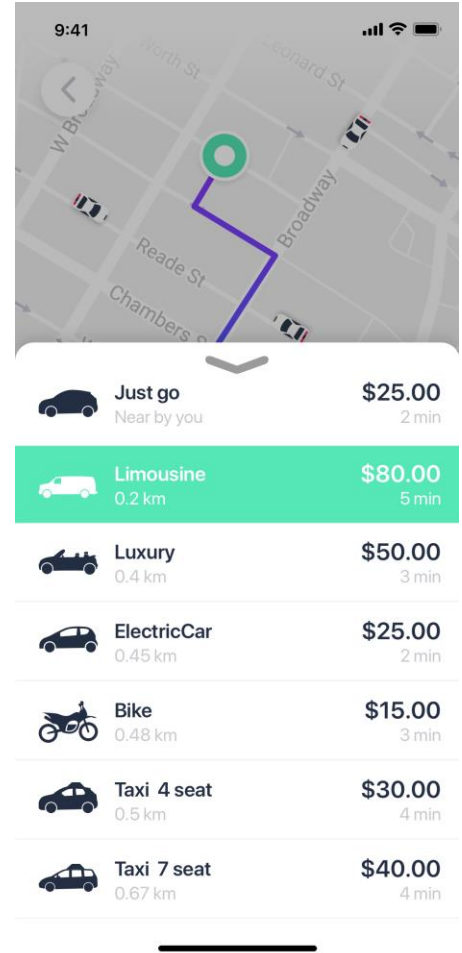 9:41
Worth St
Leonard St
Broadway
Reade St
Chambers
Just go
$25.00
Near by you
2 min
Limousine
$80.00
0.2 km
5 min
Luxury
$50.00
0.4 km
3 min
ElectricCar
$25.00
0.45 km
2 min
Bike
$15.00
0.48 km
3 min
Taxi 4 seat
$30.00
0.5 km
4 min
Taxi 7 seat
$40.00
0.67 km
4 min